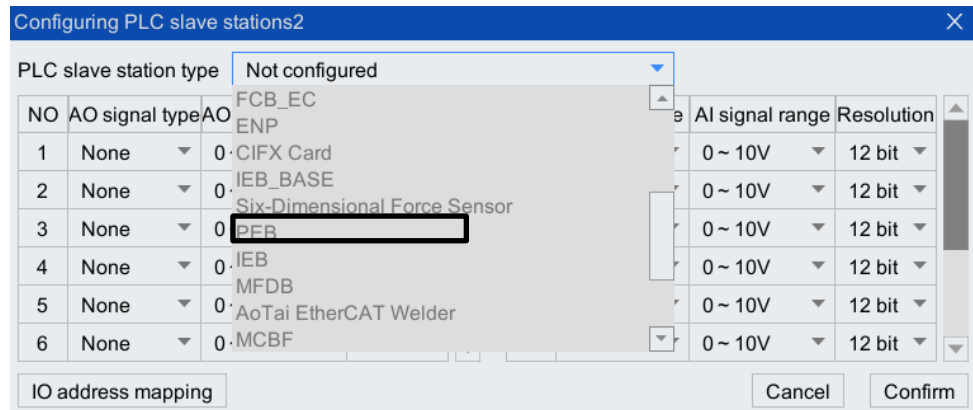 Configuring PLC slave stations2
PLC slave station type Not configured
NO AO signal type AO e AI signal range Resolution
FCB_EC
ENP
1 None 0~ CIFX Card 0 ~ 10V 12 bit
IEB_BASE
2 None 0~ 0 ~ 10V 12 bit
Six-Dimensional Force Sensor
3 None 0 PEB 0 ~ 10V 12 bit
4 None 0~ IEB 0 ~ 10V 12 bit
MFDB
5 None 0~ AoTai EtherCAT Welder 0 ~ 10V 12 bit
6 None 0~ MCBF 0 ~ 10V 12 bit
IO address mapping Cancel Confirm